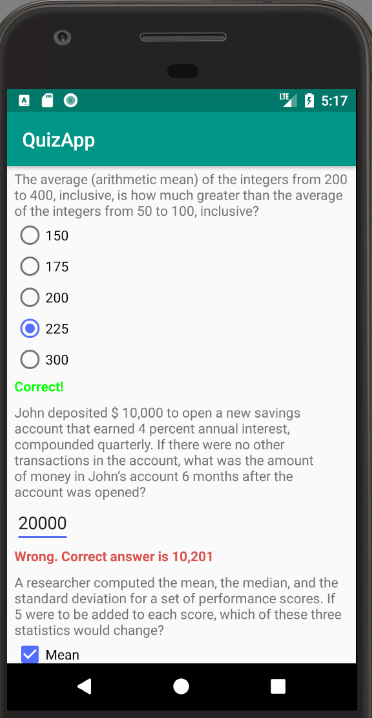 LTE 5:17
QuizApp
The average (arithmetic mean) of the integers from 200
to 400, inclusive, is how much greater than the average
of the integers from 50 to 100, inclusive?
150
175
200
225
300
Correct!
John deposited $ 10,000 to open a new savings
account that earned 4 percent annual interest,
compounded quarterly. If there were no other
transactions in the account, what was the amount
of money in John's account 6 months after the
account was opened?
20000
Wrong. Correct answer is 10,201
A researcher computed the mean, the median, and the
standard deviation for a set of performance scores. If
5 were to be added to each score, which of these three
statistics would change?
Mean